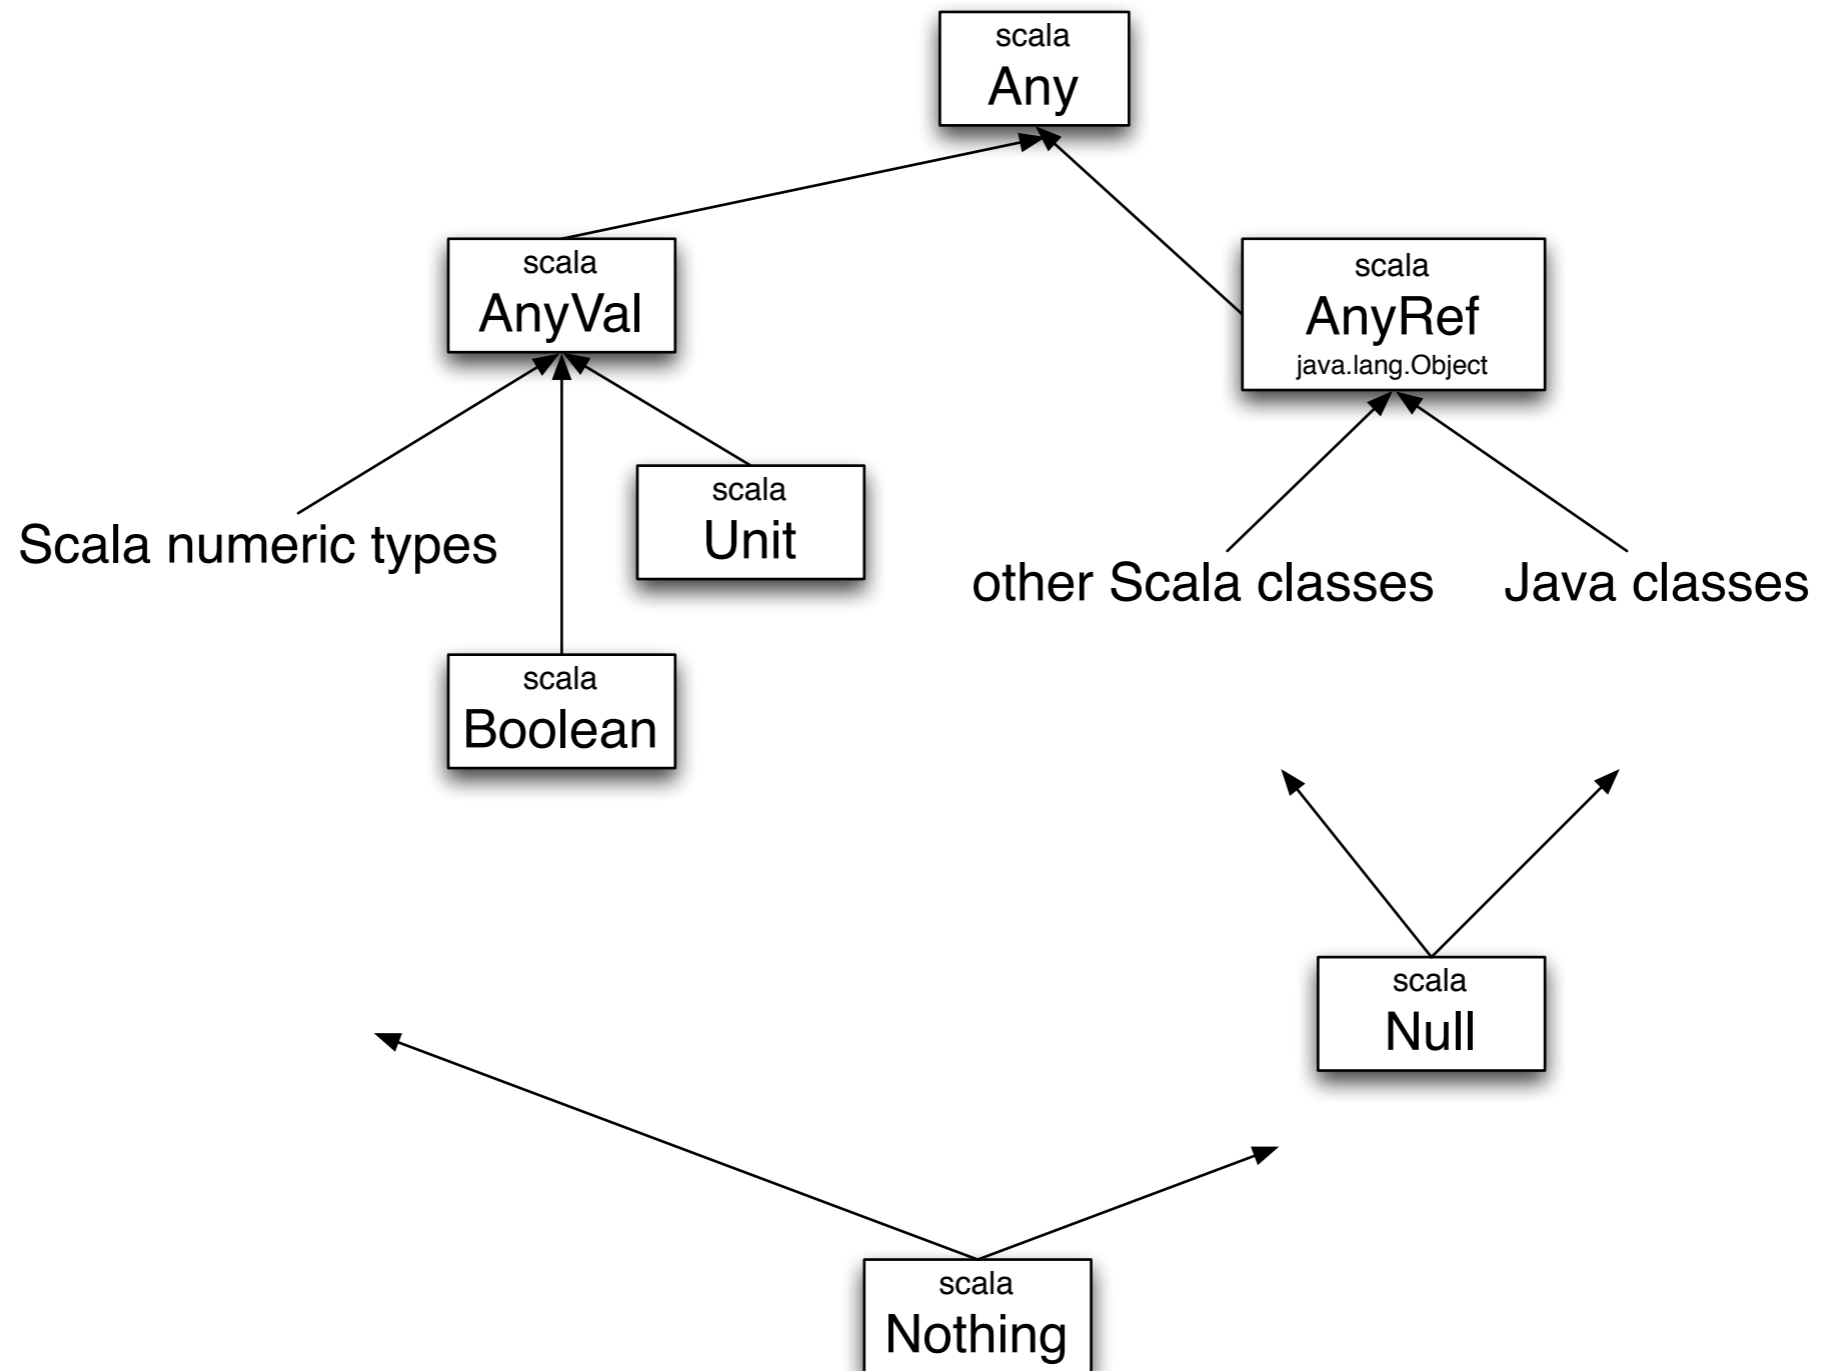 scala
Any
scala
AnyVal
scala
AnyRef
java.lang.Object
Scala numeric types
scala
Unit
other Scala classes
Java classes
scala
Boolean
scala
Null
scala
Nothing